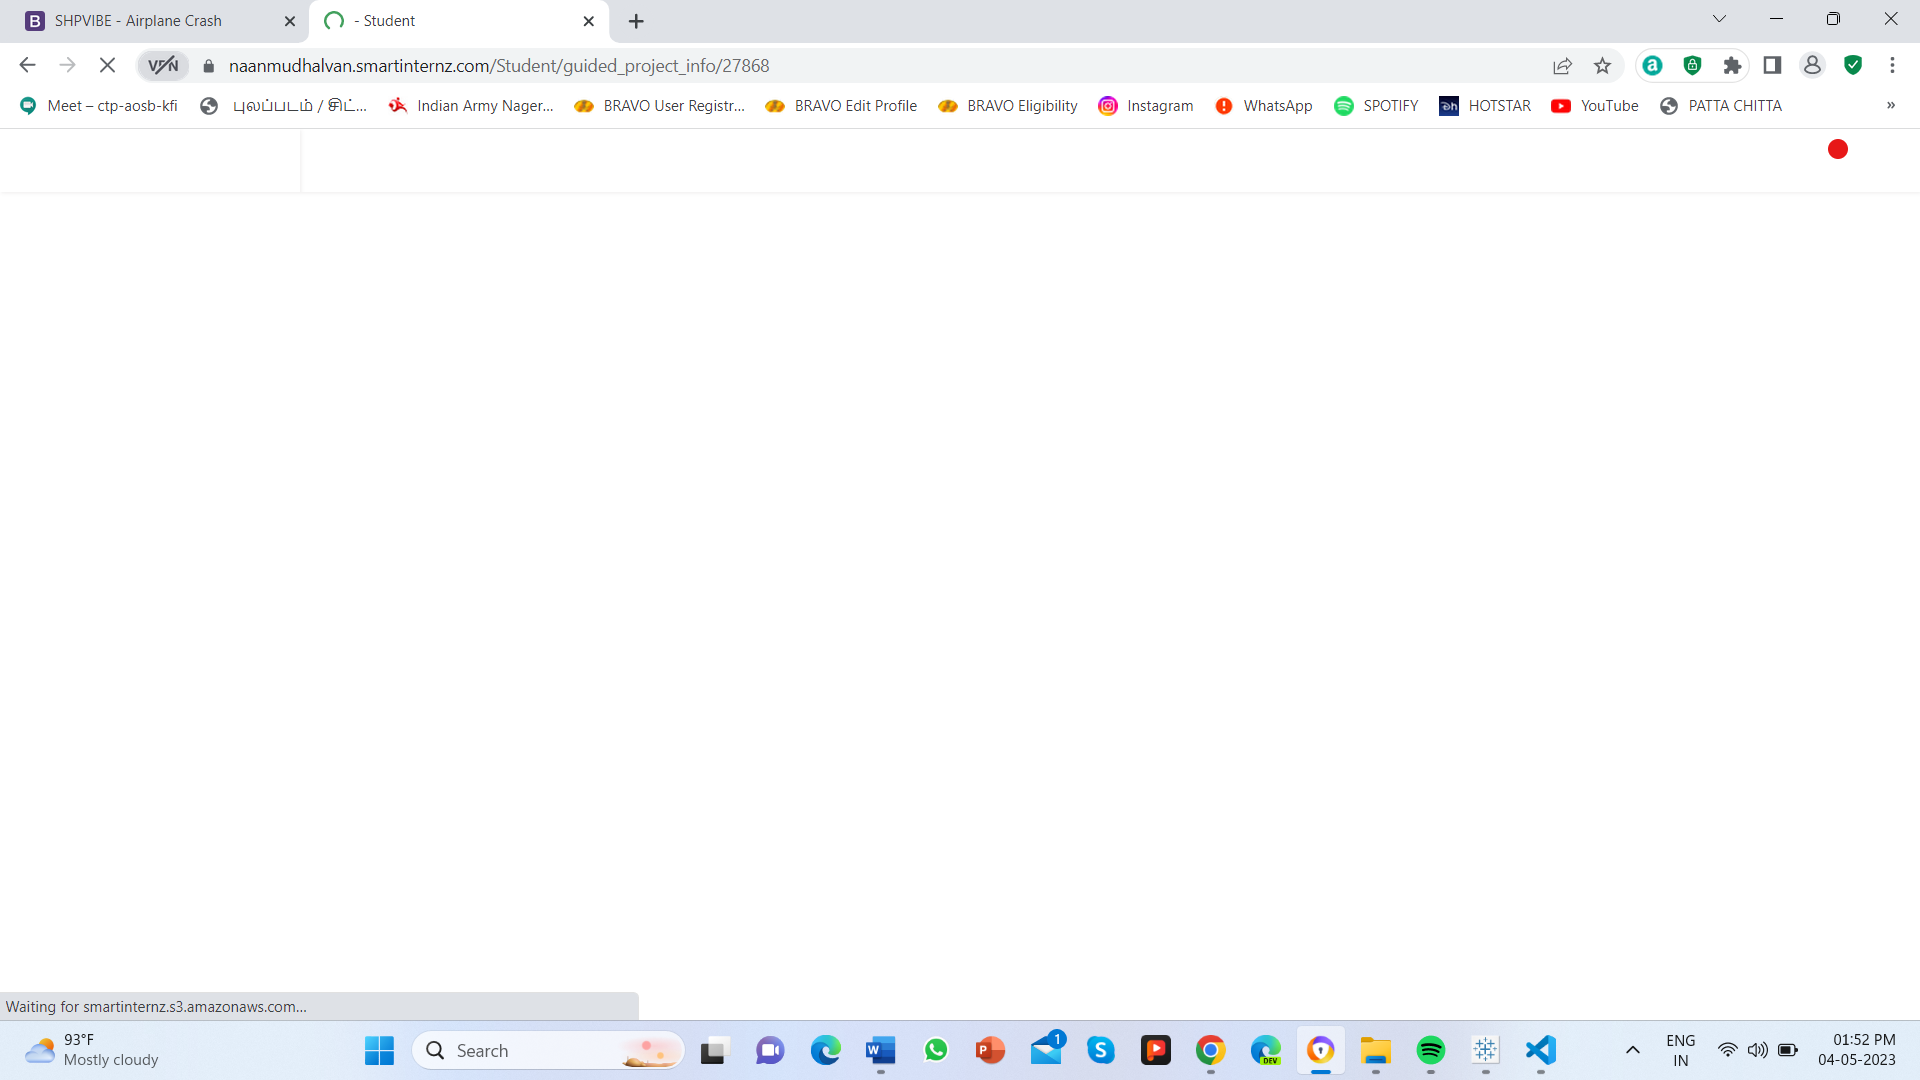 SHPVIBE - Airplane Crash
- Student
VPN
naanmudhalvan.smartinternz.com/Student/guided_project_info/27868
Meet – ctp-aosb-kfi
புலப்படம் / சிட்...
Indian Army Nager...
BRAVO User Registr...
BRAVO Edit Profile
BRAVO Eligibility
Instagram
WhatsApp
SPOTIFY
HOTSTAR
YouTube
PATTA CHITTA
»
Waiting for smartinternz.s3.amazonaws.com...
93°F
Mostly cloudy
Search
1
DEV
ENG
IN
01:52 PM
04-05-2023